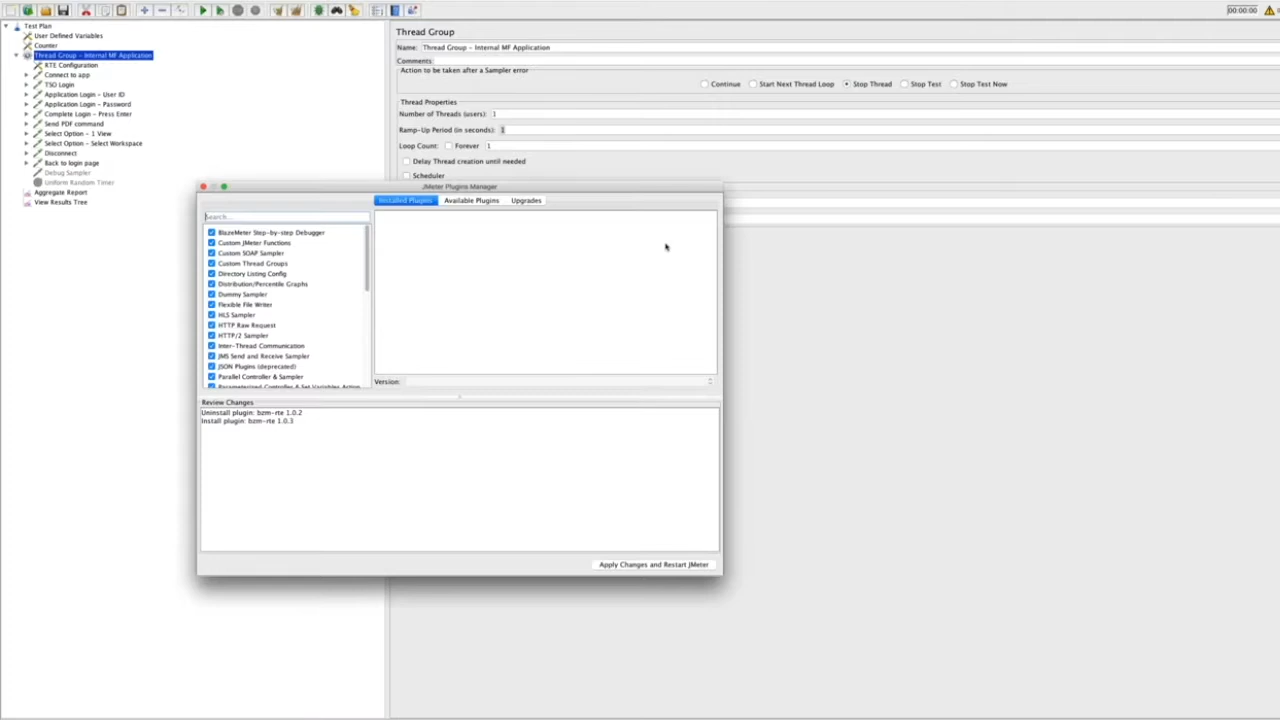 00:00:00
Test Plan
User Defined Variables
Counter
Thread Group - Internal MF Application
RTE Configuration
Connect to app
TSO Login
Application Login - User ID
Application Login - Password
Complete Login - Press Enter
Send PDF command
Select Option - 1 View
Select Option - Select Workspace
Disconnect
Back to login page
Debug Sampler
Uniform Random Timer
Aggregate Report
View Results Tree
Thread Group
Name: Thread Group - Internal MF Application
Comments:
Action to be taken after a Sampler error
Continue Start Next Thread Loop Stop Thread Stop Test Stop Test Now
Thread Properties
Number of Threads (users): 1
Ramp-Up Period (in seconds): 1
Loop Count: Forever 1
Delay Thread creation until needed
Scheduler
JMeter Plugins Manager
Installed Plugins Available Plugins Upgrades
Search...
BlazeMeter Step-by-step Debugger
Custom JMeter Functions
Custom SOAP Sampler
Custom Thread Groups
Directory Listing Config
Distribution/Percentile Graphs
Dummy Sampler
Flexible File Writer
HLS Sampler
HTTP Raw Request
HTTP/2 Sampler
Inter-Thread Communication
JMS Send and Receive Sampler
JSON Plugins (deprecated)
Parallel Controller & Sampler
Parameterized Controller & Set Variables Action
Version:
Review Changes
Uninstall plugin: bzm-rte 1.0.2
Install plugin: bzm-rte 1.0.3
Apply Changes and Restart JMeter